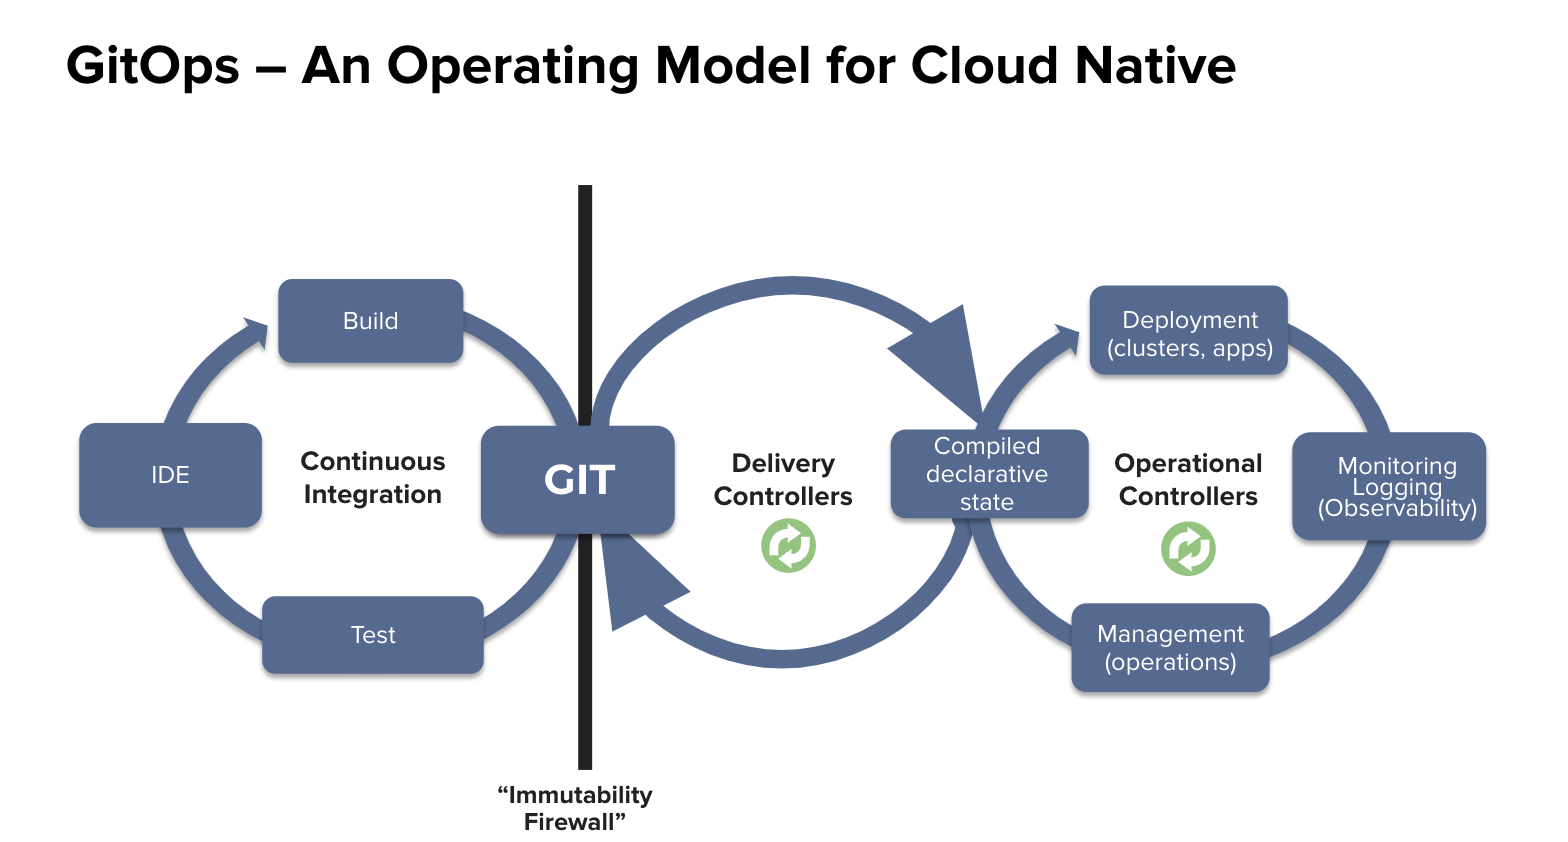 GitOps – An Operating Model for Cloud Native
Build
IDE
Continuous
Integration
GIT
Test
“Immutability
Firewall”
Delivery
Controllers
Compiled
declarative
state
Deployment
(clusters, apps)
Operational
Controllers
Monitoring
Logging
(Observability)
Management
(operations)